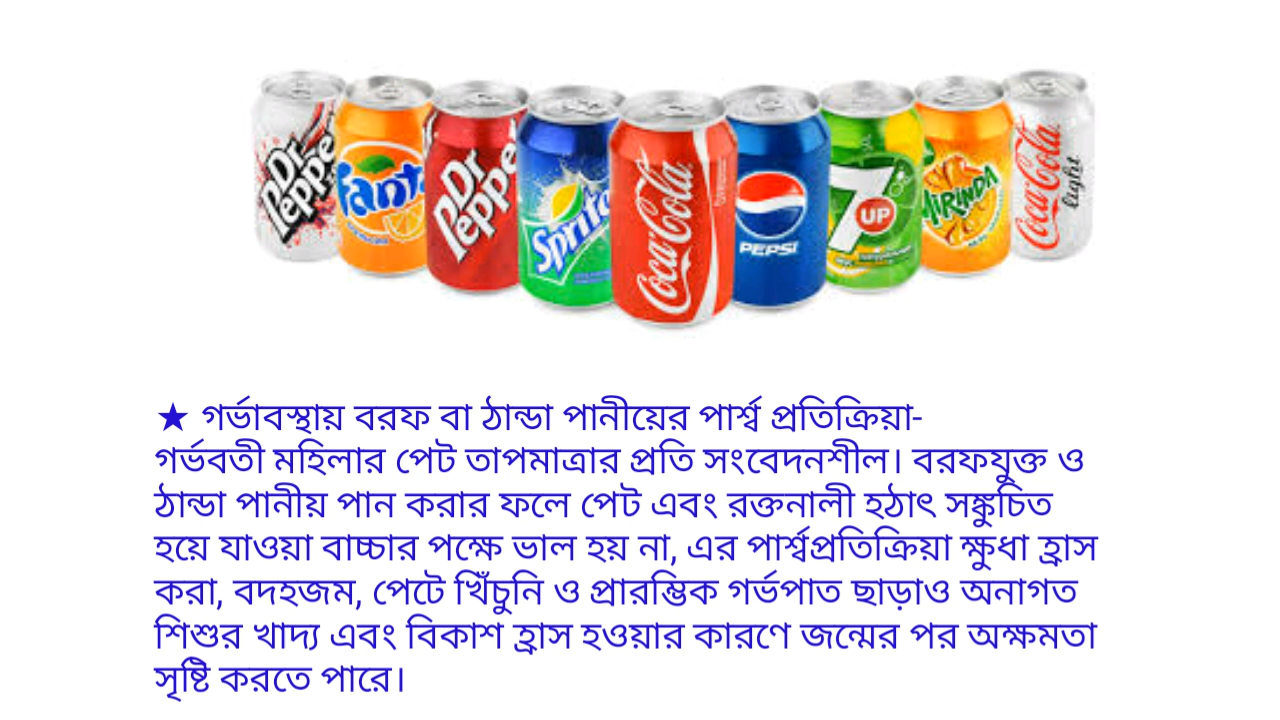 Dr Pepper
Fanta
Dr Pepper
Sprite
Coca-Cola
PEPSI
7UP
MIRINDA
Coca-Cola light
★ গর্ভাবস্থায় বরফ বা ঠান্ডা পানীয়ের পার্শ্ব প্রতিক্রিয়া-
গর্ভবতী মহিলার পেট তাপমাত্রার প্রতি সংবেদনশীল। বরফযুক্ত ও
ঠান্ডা পানীয় পান করার ফলে পেট এবং রক্তনালী হঠাৎ সঙ্কুচিত
হয়ে যাওয়া বাচ্চার পক্ষে ভাল হয় না, এর পার্শ্বপ্রতিক্রিয়া ক্ষুধা হ্রাস
করা, বদহজম, পেটে খিঁচুনি ও প্রারম্ভিক গর্ভপাত ছাড়াও অনাগত
শিশুর খাদ্য এবং বিকাশ হ্রাস হওয়ার কারণে জন্মের পর অক্ষমতা
সৃষ্টি করতে পারে।